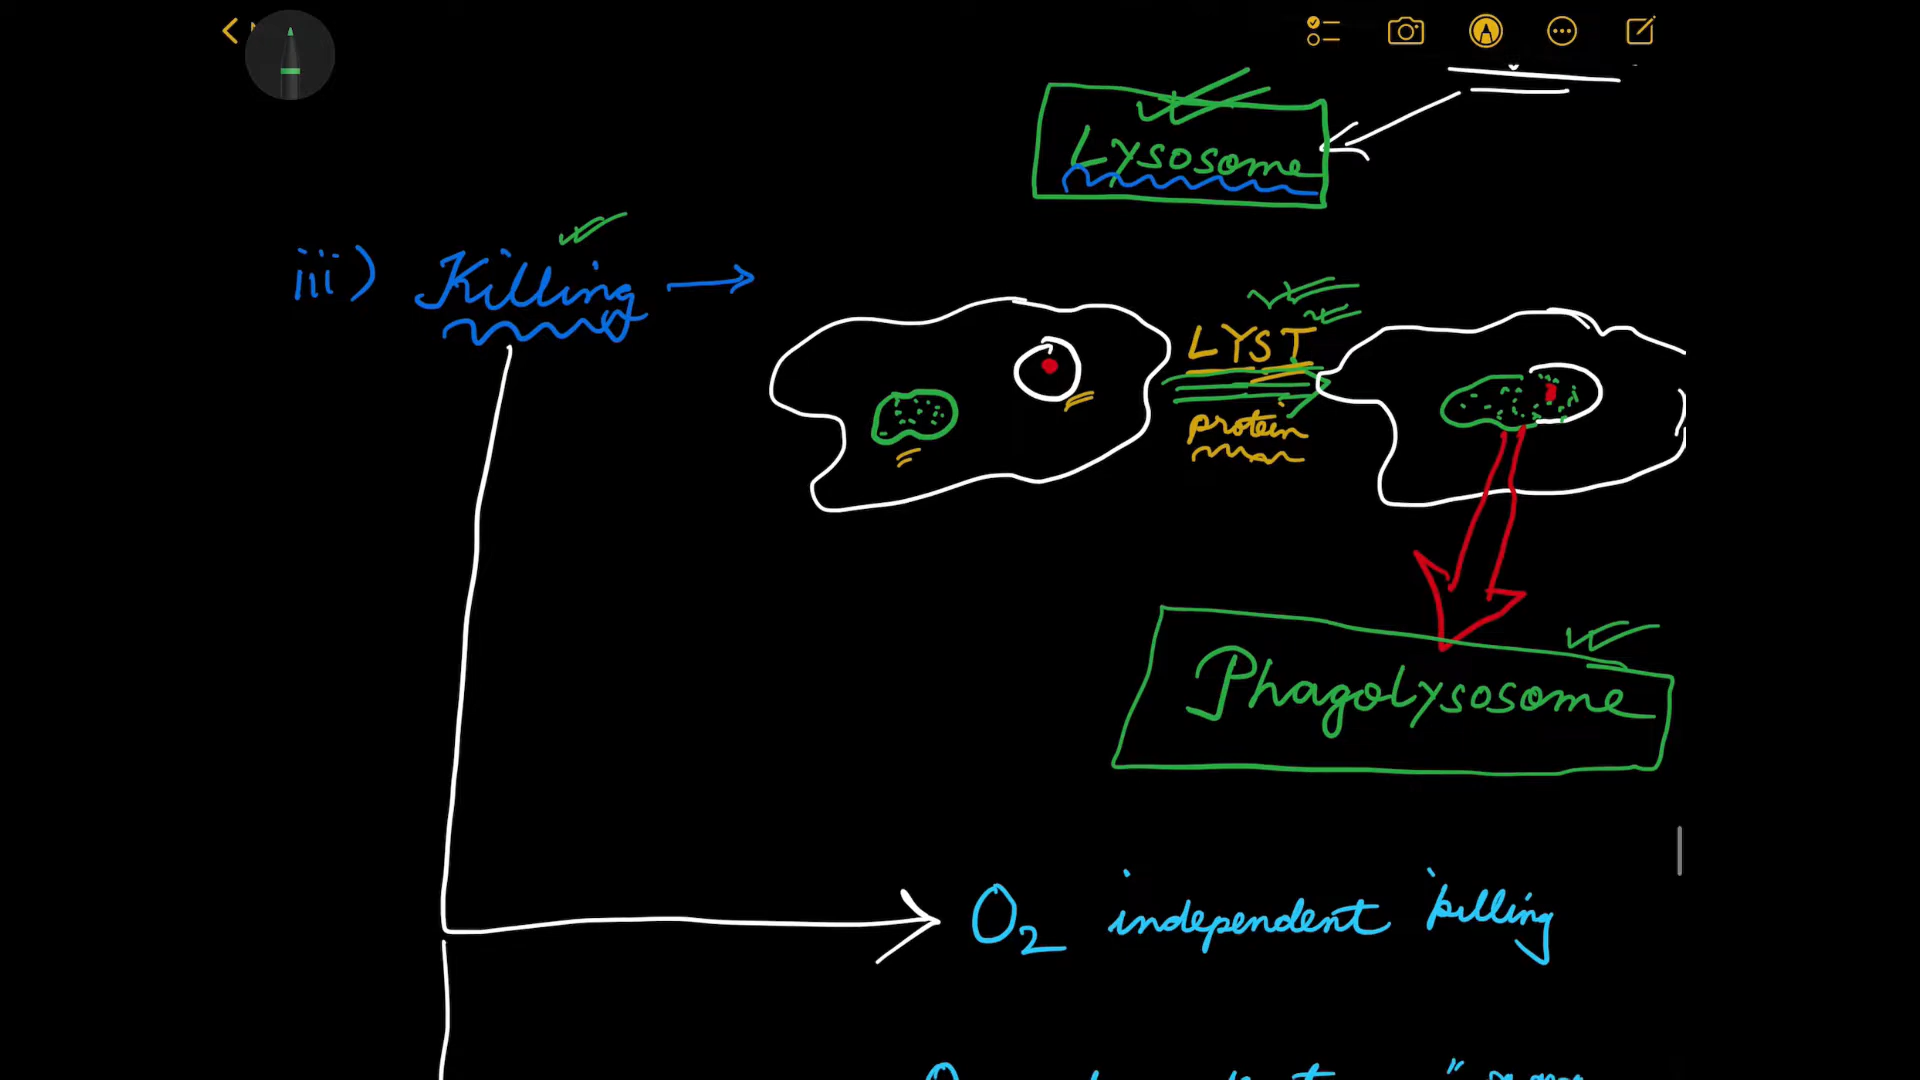 Lysosome
iii) Killing →
LYST
protein
Phagolysosome
O₂ independent killing